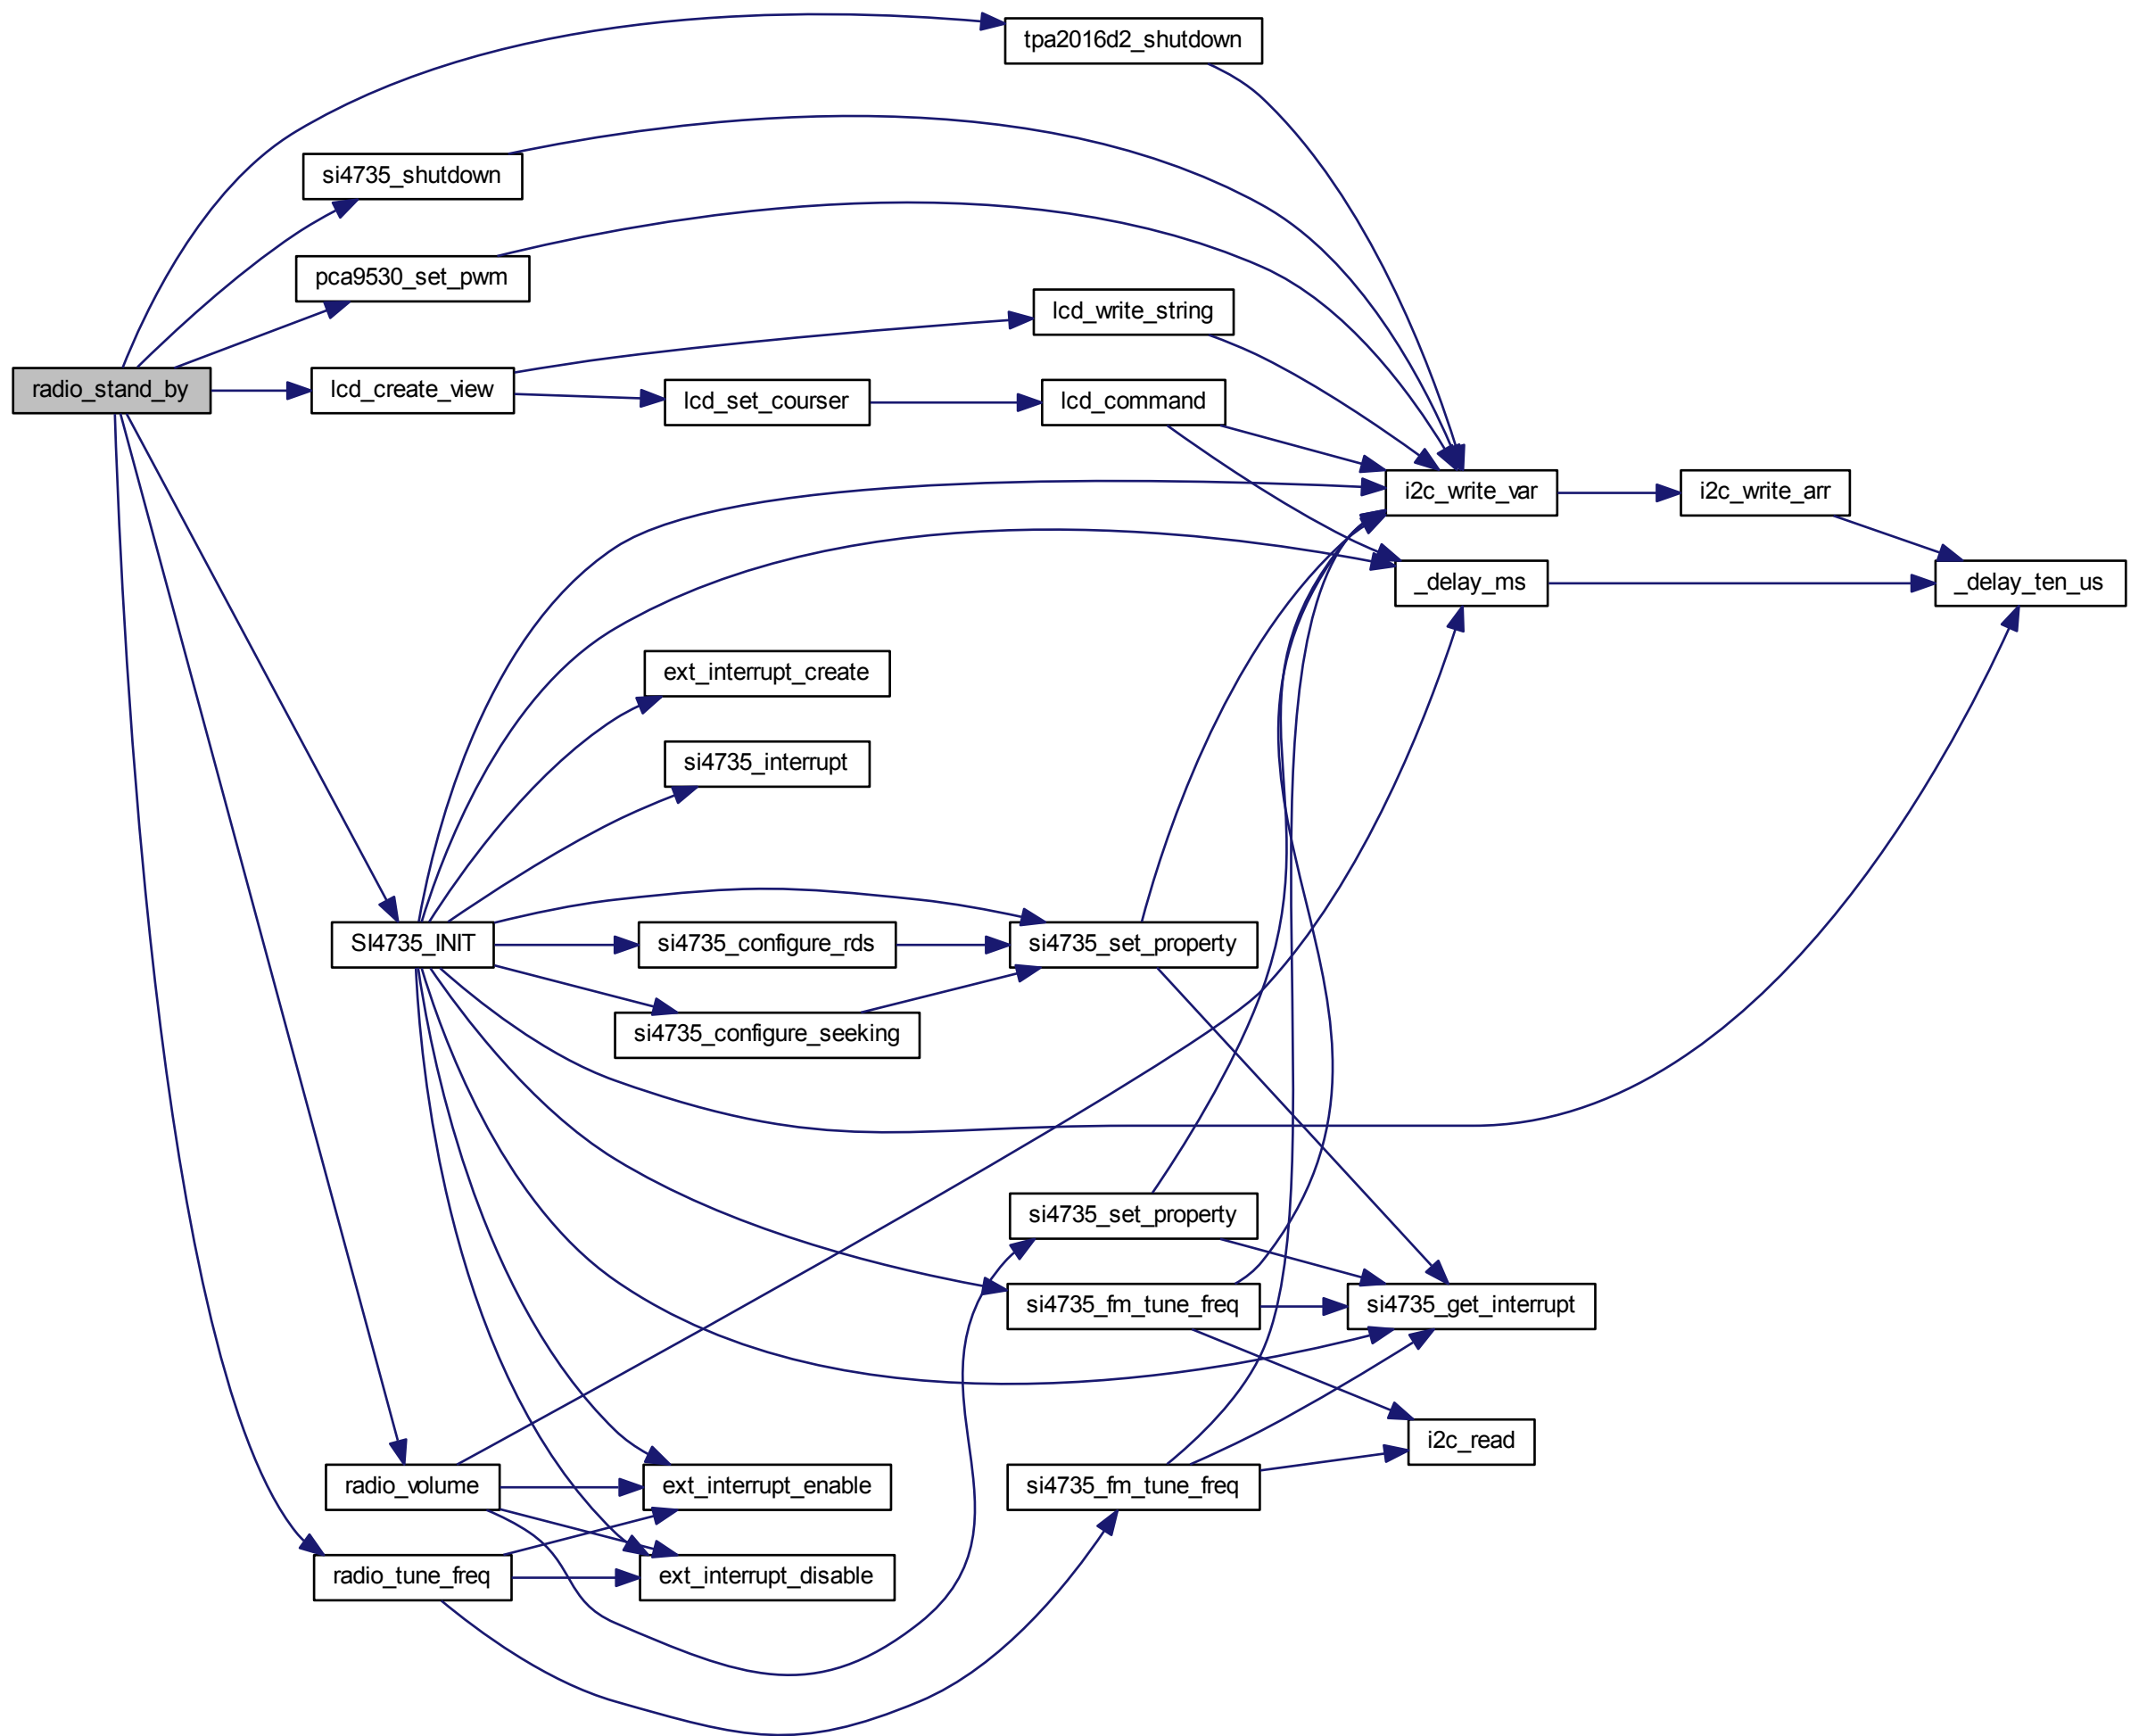 tpa2016d2_shutdown
si4735_shutdown
pca9530_set_pwm
lcd_write_string
radio_stand_by
lcd_create_view
lcd_set_courser
lcd_command
i2c_write_var
i2c_write_arr
_delay_ms
_delay_ten_us
ext_interrupt_create
si4735_interrupt
SI4735_INIT
si4735_configure_rds
si4735_set_property
si4735_configure_seeking
si4735_set_property
si4735_fm_tune_freq
si4735_get_interrupt
i2c_read
radio_volume
ext_interrupt_enable
si4735_fm_tune_freq
radio_tune_freq
ext_interrupt_disable